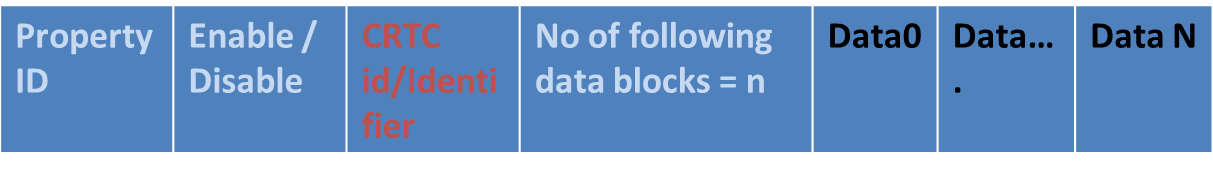 Property
ID
Enable /
Disable
CRTC
id/Identi
fier
No of following
data blocks = n
Data0
Data...
.
Data N